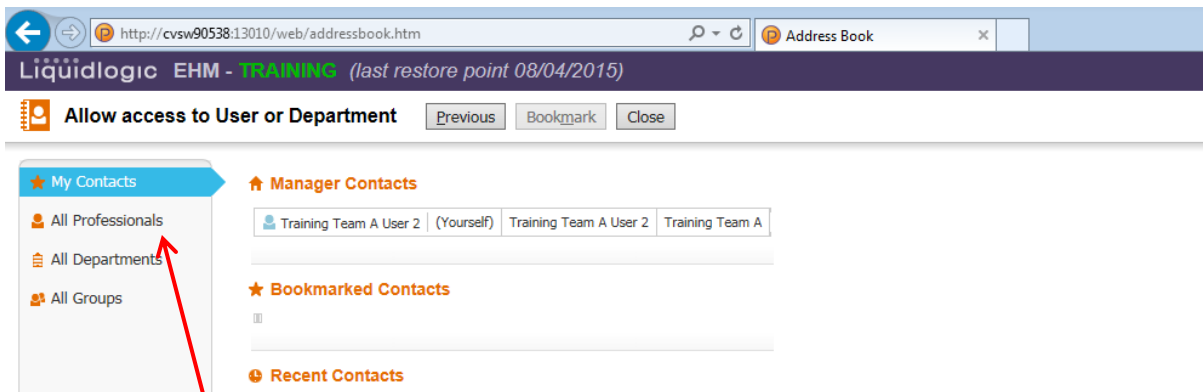 http://cvsw90538:13010/web/addressbook.htm
Address Book
Liquidlogic EHM - TRAINING (last restore point 08/04/2015)
Allow access to User or Department Previous Bookmark Close
My Contacts
All Professionals
All Departments
All Groups
Manager Contacts
Training Team A User 2 (Yourself) Training Team A User 2 Training Team A
Bookmarked Contacts
Recent Contacts